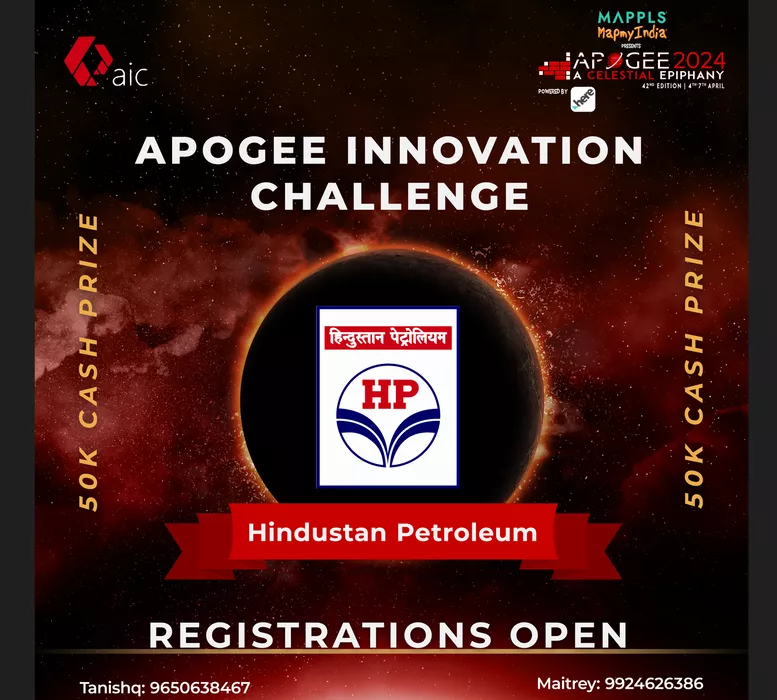 aic
MAPPLS
MapmyIndia
PRESENTS
APOGEE 2024
A CELESTIAL EPIPHANY
42ND EDITION | 4TH-7TH APRIL
POWERED BY
here
APOGEE INNOVATION
CHALLENGE
50K CASH PRIZE
50K CASH PRIZE
हिन्दुस्तान पेट्रोलियम
HP
Hindustan Petroleum
REGISTRATIONS OPEN
Tanishq: 9650638467
Maitrey: 9924626386